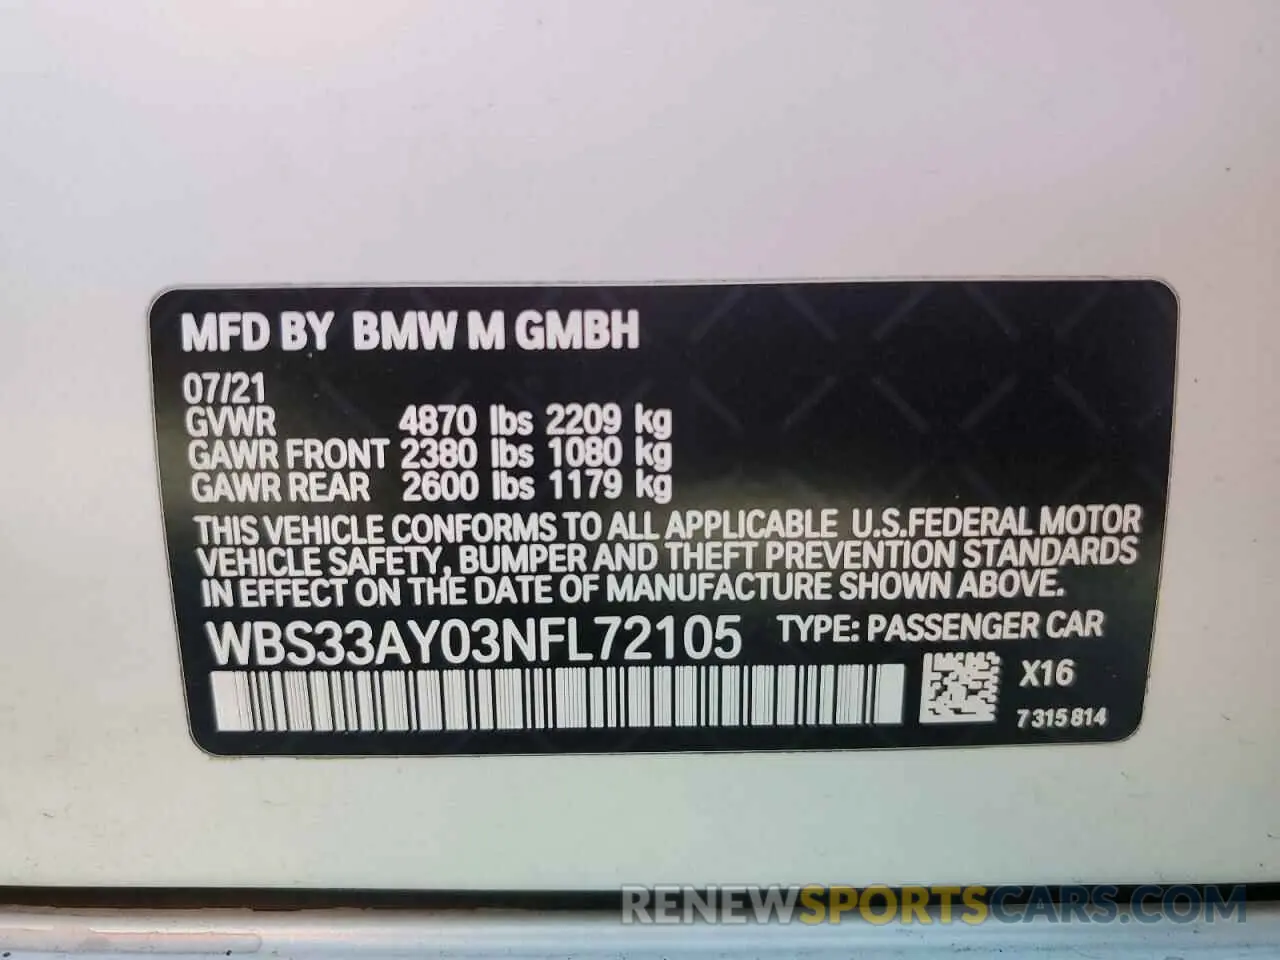 MFD BY BMW M GMBH
07/21
GVWR 4870 lbs 2209 kg
GAWR FRONT 2380 lbs 1080 kg
GAWR REAR 2600 lbs 1179 kg
THIS VEHICLE CONFORMS TO ALL APPLICABLE U.S.FEDERAL MOTOR
VEHICLE SAFETY, BUMPER AND THEFT PREVENTION STANDARDS
IN EFFECT ON THE DATE OF MANUFACTURE SHOWN ABOVE.
WBS33AY03NFL72105 TYPE: PASSENGER CAR
X16
7 315 814
RENEWSPORTSCARS.COM